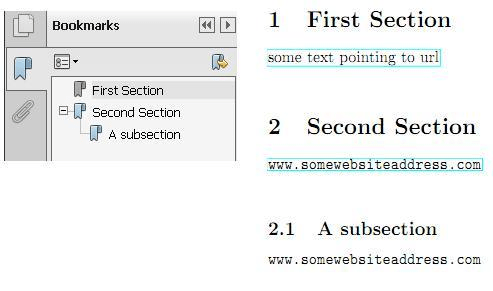 Bookmarks
First Section
Second Section
A subsection
1 First Section
some text pointing to url
2 Second Section
www.somewebsiteaddress.com
2.1 A subsection
www.somewebsiteaddress.com